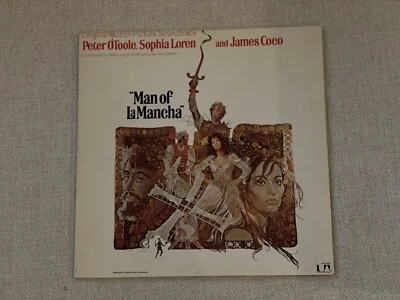 Original Motion Picture Soundtrack
Peter O'Toole, Sophia Loren and James Coco
"Man of
La Mancha"
UA